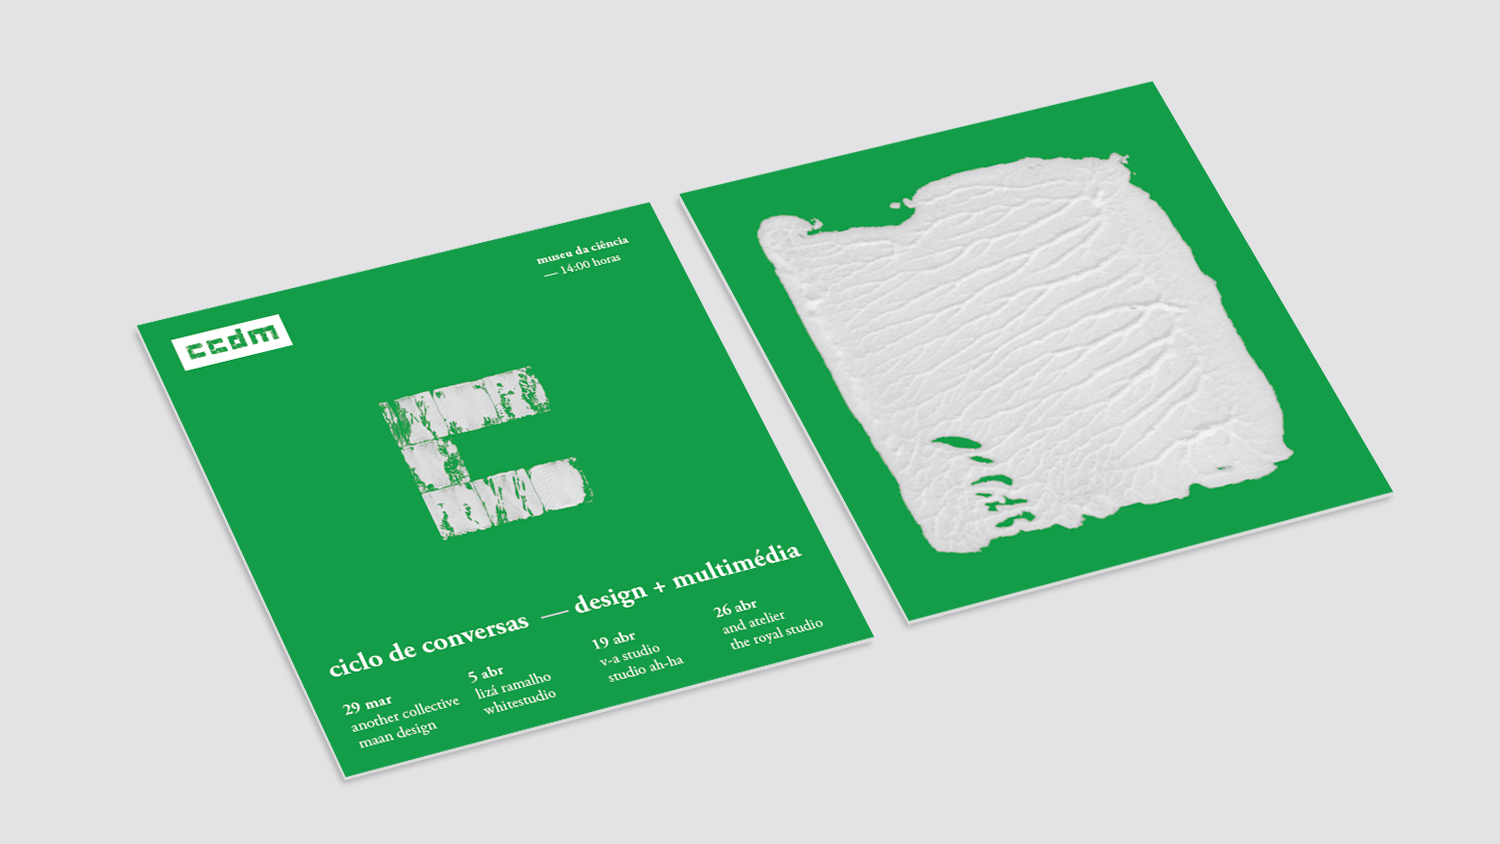 museu da ciência
— 14:00 horas
ccdm
c
ciclo de conversas — design + multimédia
29 mar
another collective
maan design
5 abr
lizá ramalho
whitestudio
19 abr
v-a studio
studio ah-ha
26 abr
and atelier
the royal studio